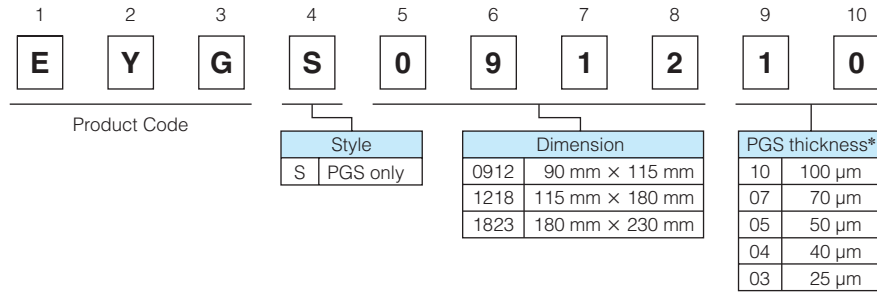 1 2 3 4 5 6 7 8 9 10
E Y G S 0 9 1 2 1 0
Product Code
Style
S PGS only
Dimension
0912 90 mm × 115 mm
1218 115 mm × 180 mm
1823 180 mm × 230 mm
PGS thickness*
10 100 µm
07 70 µm
05 50 µm
04 40 µm
03 25 µm